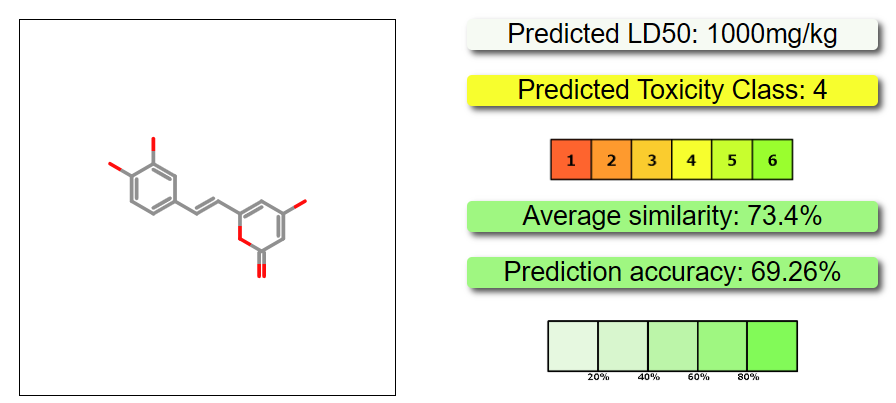 Predicted LD50: 1000mg/kg
Predicted Toxicity Class: 4
1 2 3 4 5 6
Average similarity: 73.4%
Prediction accuracy: 69.26%
20% 40% 60% 80%